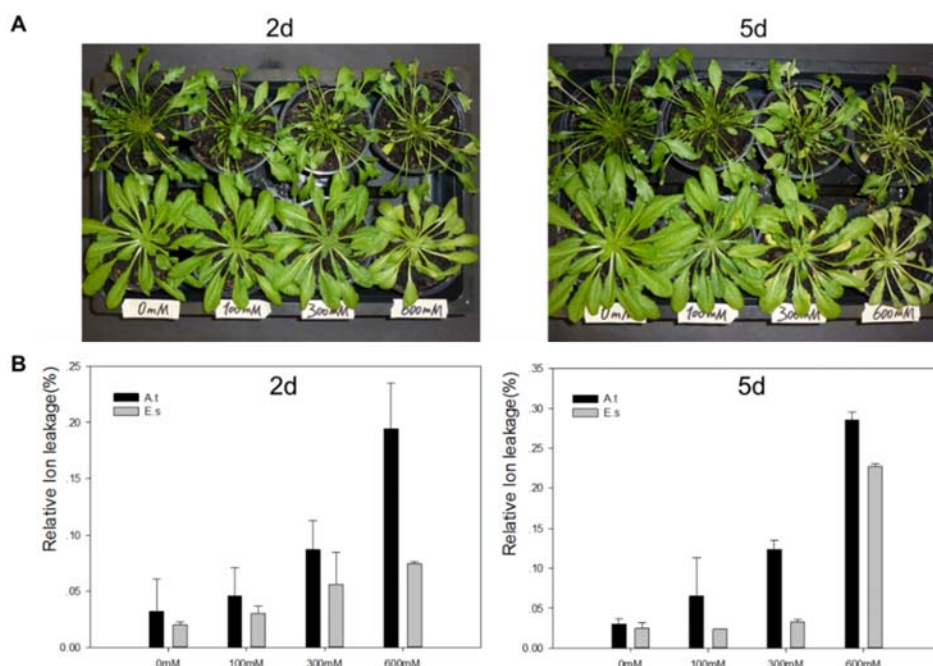 A
2d
5d
0mM
100mM
300mM
600mM
0mM
100mM
300mM
600mM
B
Relative Ion leakage(%)
.25
.20
.15
.10
.05
0.00
2d
A.t
E.s
0mM
100mM
300mM
600mM
Relative Ion leakage(%)
0.35
.30
.25
.20
.15
.10
.05
0.00
5d
A.t
E.s
0mM
100mM
300mM
600mM